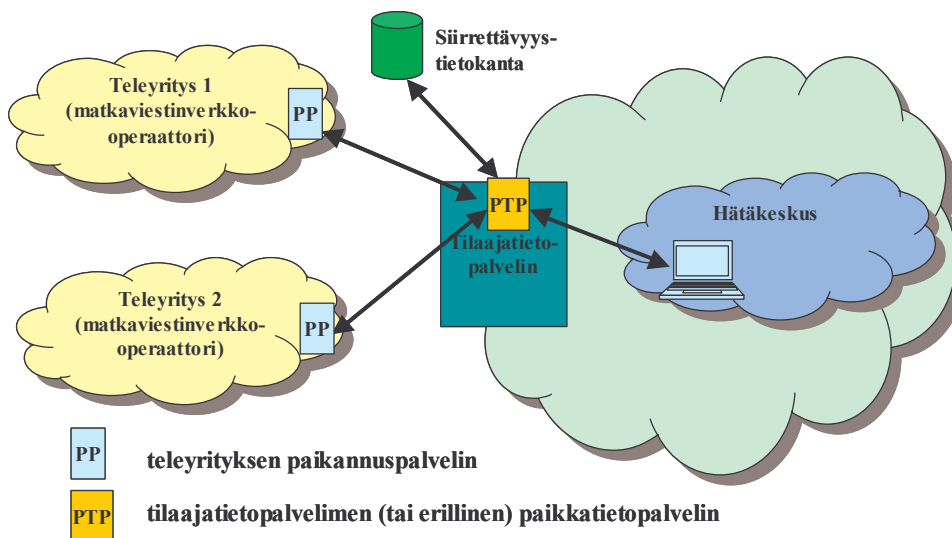 Siirrettävyys-
tietokanta
Teleyritys 1
(matkaviestinverkko-
operaattori)
PP
PTP
Tilaajatieto-
palvelin
Hätäkeskus
Teleyritys 2
(matkaviestinverkko-
operaattori)
PP
PP
teleyrityksen paikannuspalvelin
PTP
tilaajatietopalvelimen (tai erillinen) paikkatietopalvelin